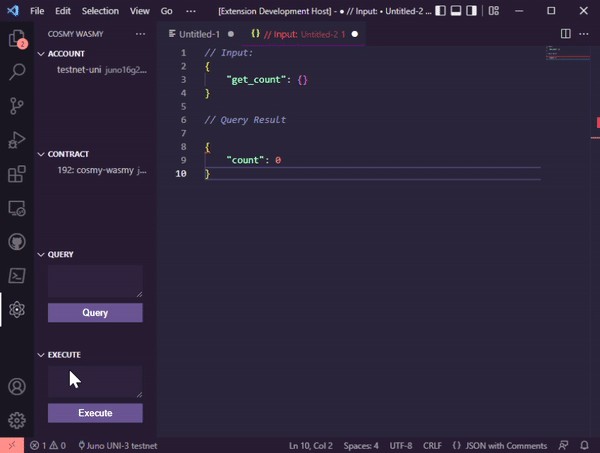 File Edit Selection View Go ··· [Extension Development Host] - ● // Input: • Untitled-2 ...
2
COSMY WASMY ···
Untitled-1 ●
{} // Input: Untitled-2 1 ●
ACCOUNT
testnet-uni juno16g2...
CONTRACT
192: cosmy-wasmy j...
QUERY
Query
EXECUTE
Execute
1 // Input:
2 {
3 "get_count": {}
4 }
5
6 // Query Result
7
8 {
9 "count": 0
10 }
1 0 Juno UNI-3 testnet Ln 10, Col 2 Spaces: 4 UTF-8 CRLF {} JSON with Comments